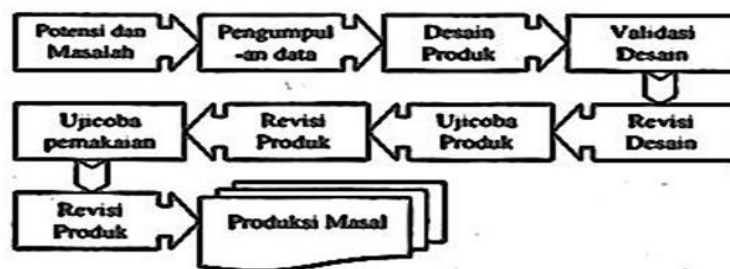 Potensi dan
Masalah
Pengumpul
-an data
Desain
Produk
Validasi
Desain
Ujicoba
pemakaian
Revisi
Produk
Ujicoba
Produk
Revisi
Desain
Revisi
Produk
Produksi Masal